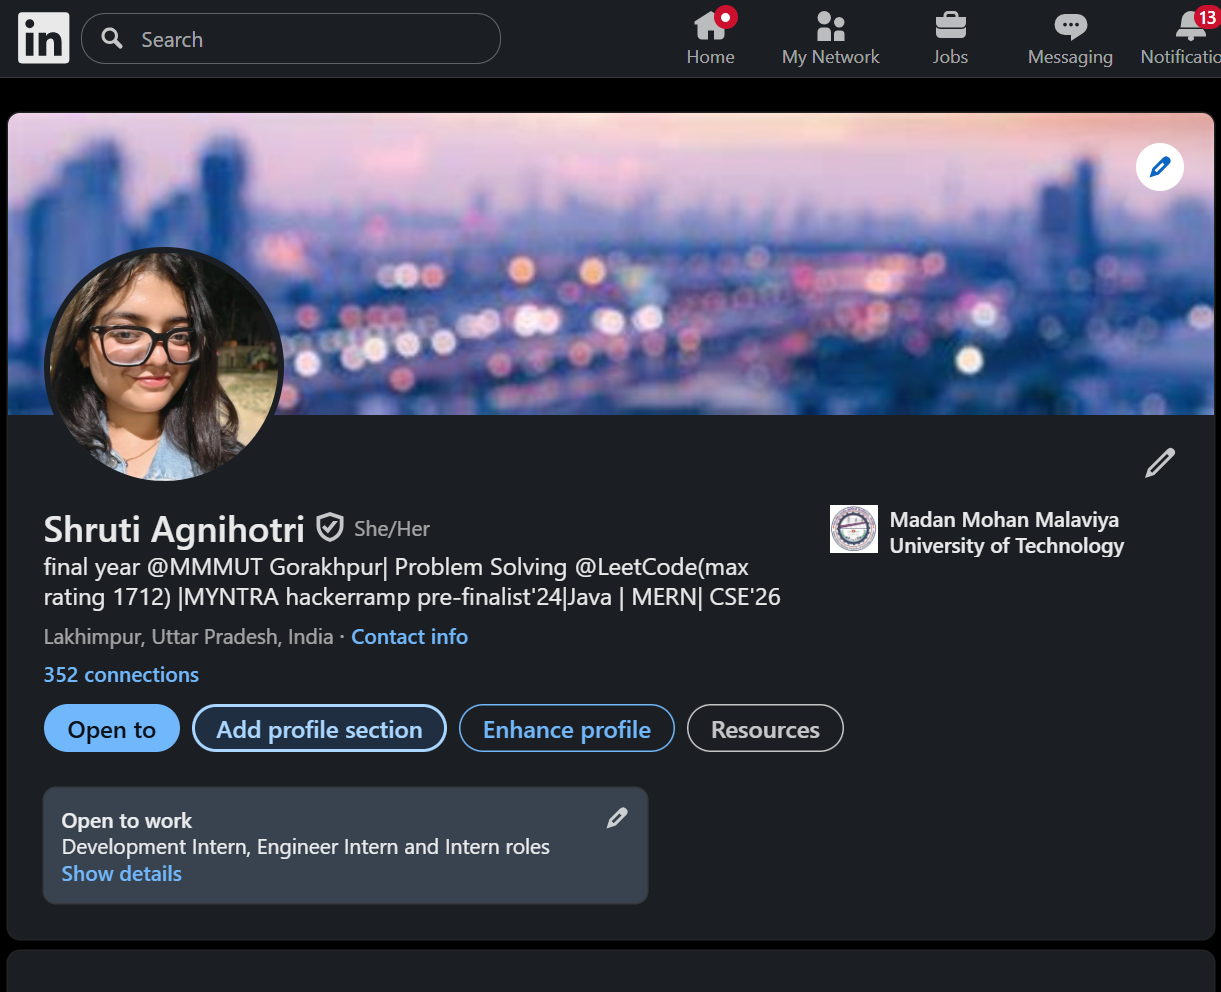 in
Search
Home
My Network
Jobs
Messaging
13
Notificatio
Shruti Agnihotri
She/Her
final year @MMMUT Gorakhpur| Problem Solving @LeetCode(max
rating 1712) |MYNTRA hackerramp pre-finalist'24|Java | MERN| CSE'26
Lakhimpur, Uttar Pradesh, India · Contact info
352 connections
Madan Mohan Malaviya
University of Technology
Open to
Add profile section
Enhance profile
Resources
Open to work
Development Intern, Engineer Intern and Intern roles
Show details